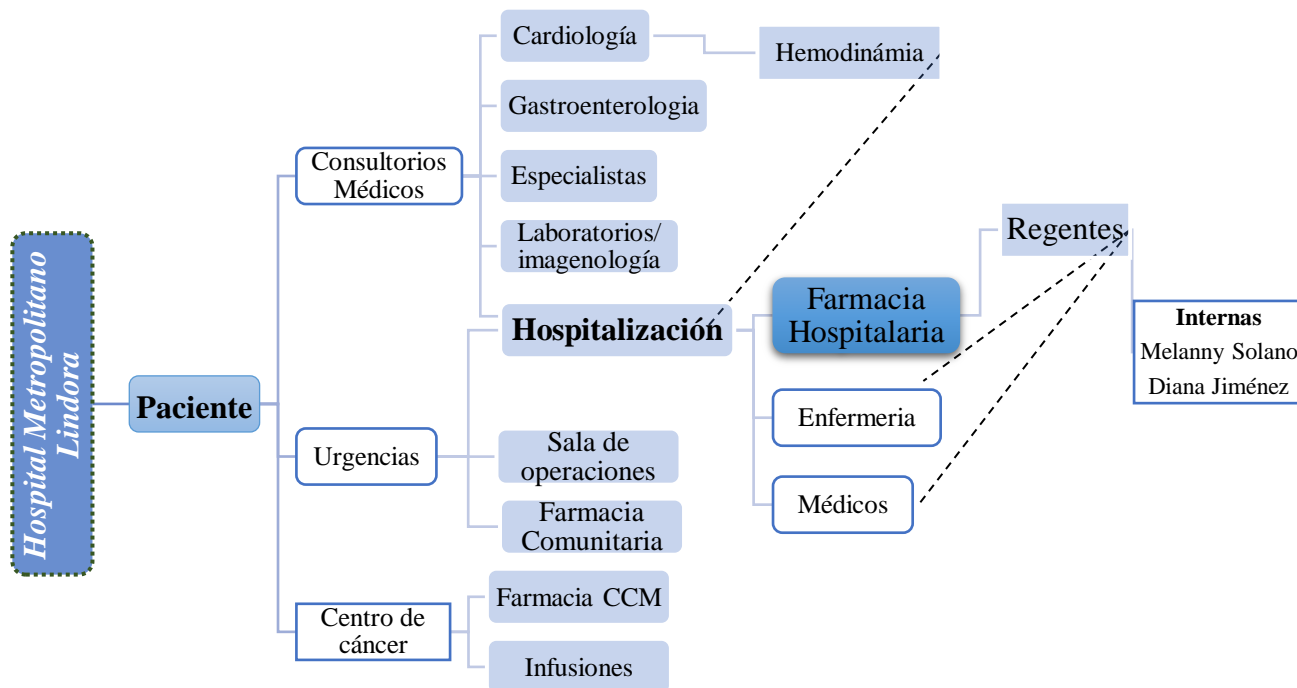 Hospital Metropolitano
Lindora
Paciente
Consultorios
Médicos
Cardiología
Hemodinámia
Gastroenterologia
Especialistas
Laboratorios/
imagenología
Hospitalización
Farmacia
Hospitalaria
Regentes
Internas
Melanny Solano
Diana Jiménez
Enfermeria
Médicos
Urgencias
Sala de
operaciones
Farmacia
Comunitaria
Centro de
cáncer
Farmacia CCM
Infusiones